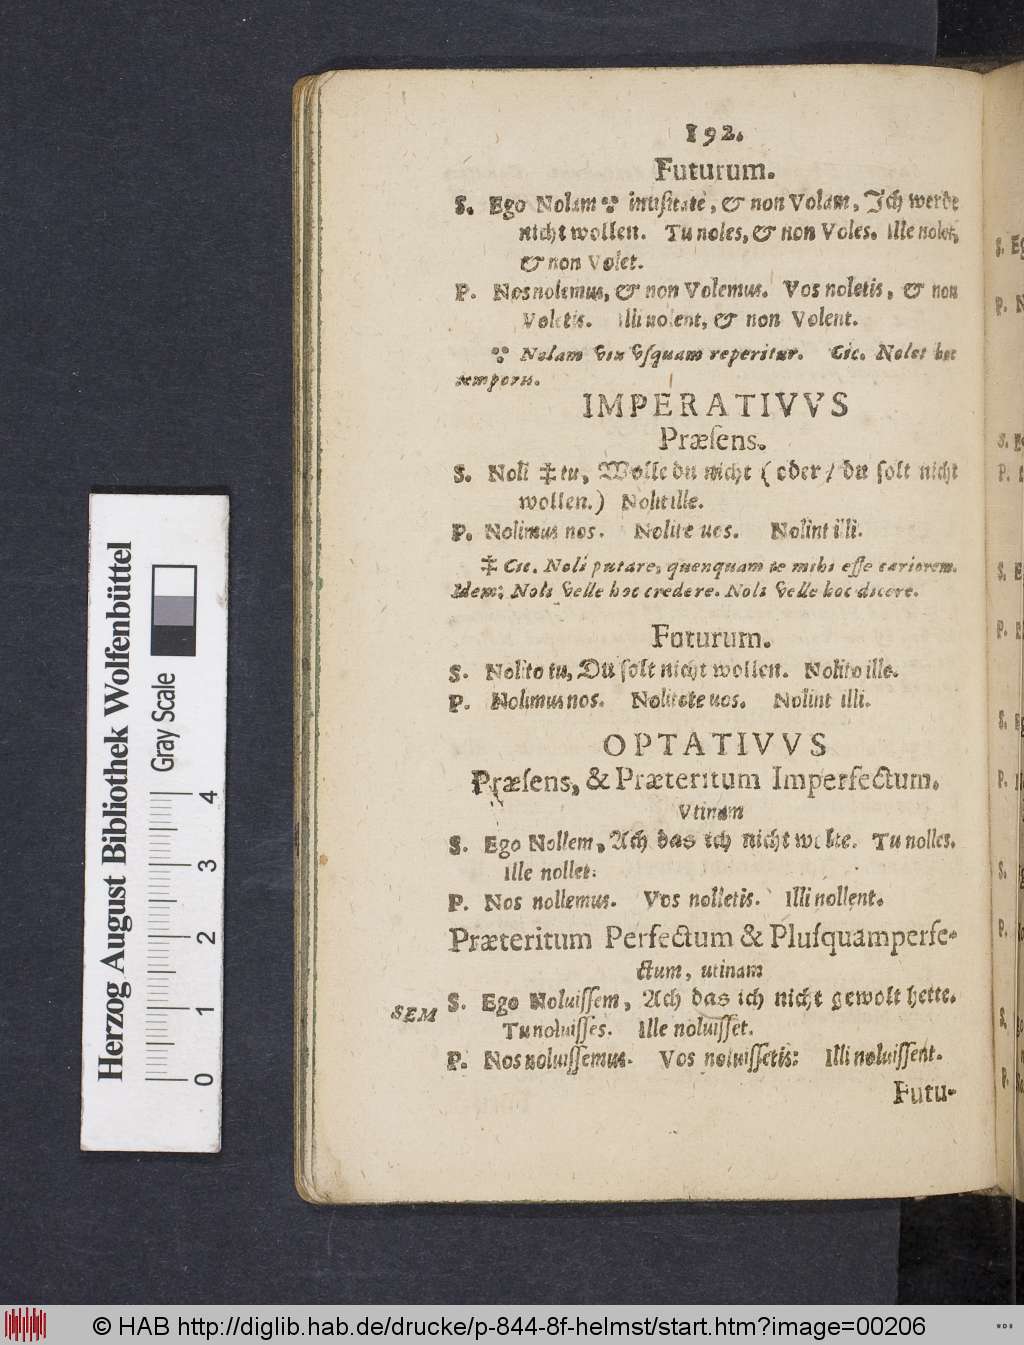 192.
Futurum.
S. Ego Nolam inusitatè, & non Volam, Ich werde
nicht wollen. Tu noles, & non Voles. Ille nolet,
& non Volet.
P. Nos nolemus, & non Volemus. Vos noletis, & non
Voletis. Illi nolent, & non Volent.
Nolam vix vſquam reperitur. Cic. Nolet hoc
temporis.
IMPERATIVVS
Præſens.
S. Noli ‡ tu, Wolle du nicht (oder / du ſolt nicht
wollen.) Nolit ille.
P. Nolimus nos. Nolite uos. Nolint illi.
‡ Cic. Noli putare, quenquam te mihi eſſe cariorem.
Idem: Noli velle hoc credere. Noli velle hoc dicere.
Futurum.
S. Nolito tu, Du ſolt nicht wollen. Nolito ille.
P. Nolimus nos. Nolitote uos. Nolint illi.
OPTATIVVS
Præſens, & Præteritum Imperfectum.
Vtinam
S. Ego Nollem, Ach das ich nicht wolte. Tu nolles.
Ille nollet.
P. Nos nollemus. Vos nolletis. Illi nollent.
Præteritum Perfectum & Pluſquamperfe-
ctum, utinam
SEM S. Ego Noluiſſem, Ach das ich nicht gewolt hette.
Tu noluiſſes. Ille noluiſſet.
P. Nos noluiſſemus. Vos noluiſſetis: Illi noluiſſent.
Futu-
Herzog August Bibliothek Wolfenbüttel
Gray Scale
0 1 2 3 4
© HAB http://diglib.hab.de/drucke/p-844-8f-helmst/start.htm?image=00206